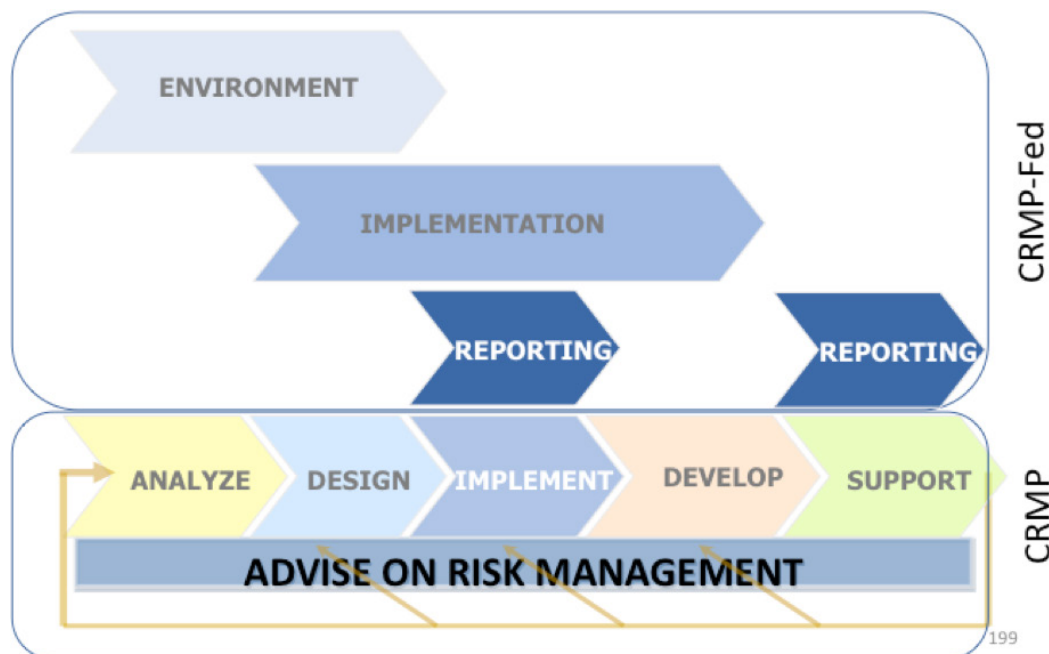 ENVIRONMENT
IMPLEMENTATION
REPORTING
REPORTING
CRMP-Fed
ANALYZE
DESIGN
IMPLEMENT
DEVELOP
SUPPORT
ADVISE ON RISK MANAGEMENT
CRMP
199